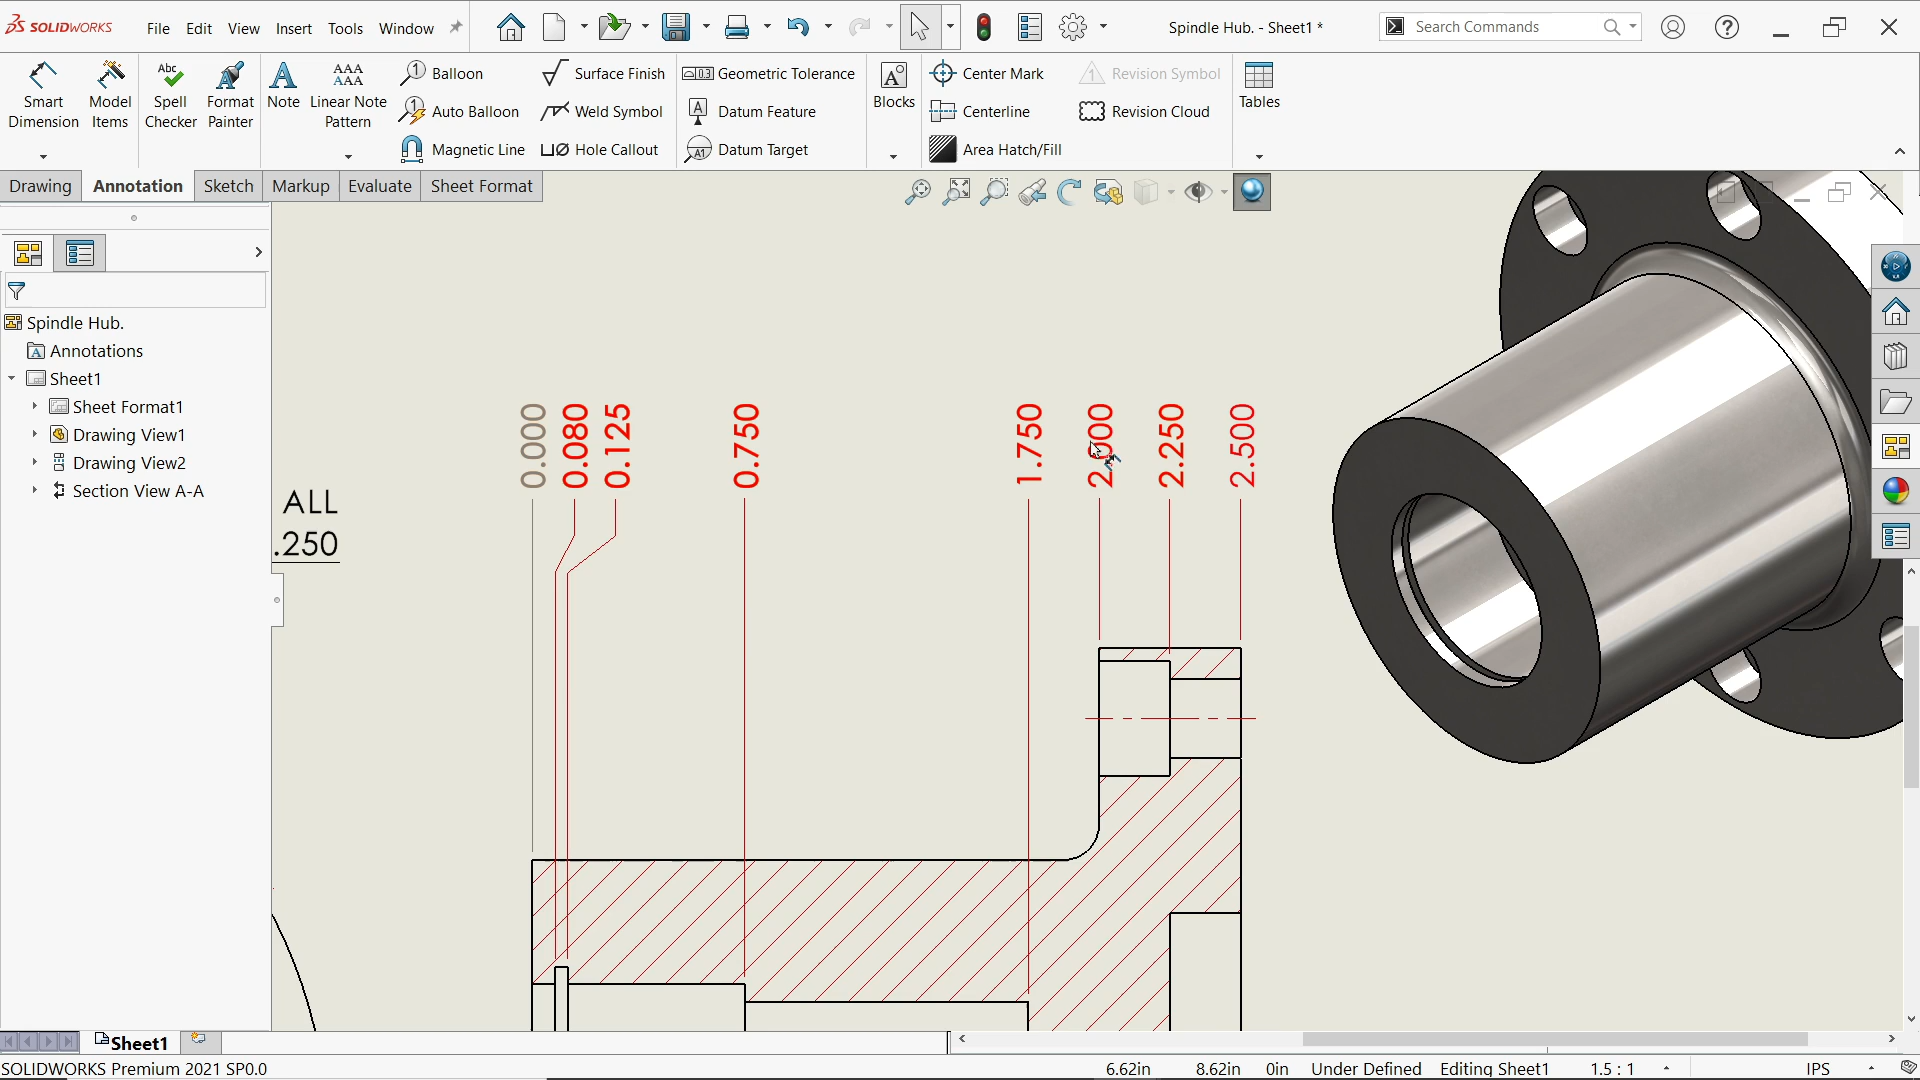 SOLIDWORKS File Edit View Insert Tools Window Spindle Hub. - Sheet1 * Search Commands
Smart Dimension
Model Items
Spell Checker
Format Painter
Note
Linear Note Pattern
Balloon
Auto Balloon
Magnetic Line
Surface Finish
Weld Symbol
Hole Callout
Geometric Tolerance
Datum Feature
Datum Target
Blocks
Center Mark
Centerline
Area Hatch/Fill
Revision Symbol
Revision Cloud
Tables
Drawing Annotation Sketch Markup Evaluate Sheet Format
Spindle Hub.
Annotations
Sheet1
Sheet Format1
Drawing View1
Drawing View2
Section View A-A
ALL
.250
0.000
0.080
0.125
0.750
1.750
2.000
2.250
2.500
Sheet1
SOLIDWORKS Premium 2021 SP0.0 6.62in 8.62in 0in Under Defined Editing Sheet1 1.5 : 1 IPS